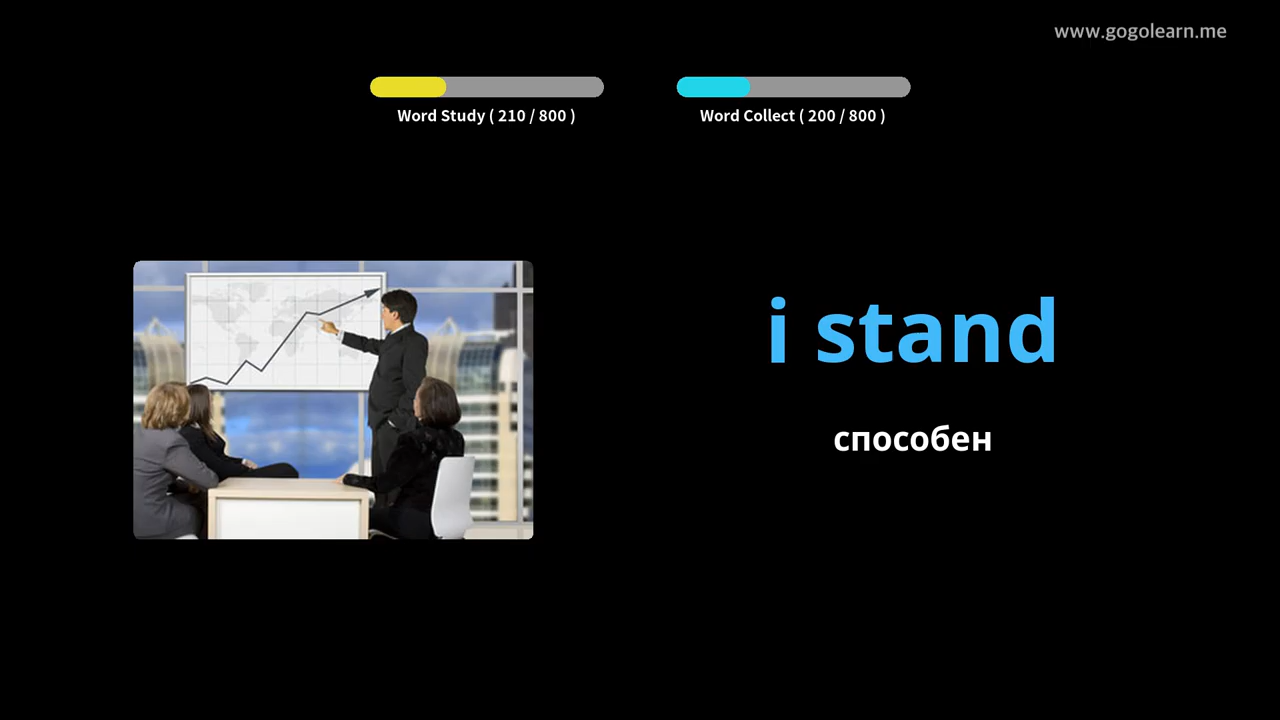 www.gogolearn.me
Word Study ( 210 / 800 )
Word Collect ( 200 / 800 )
i stand
способен